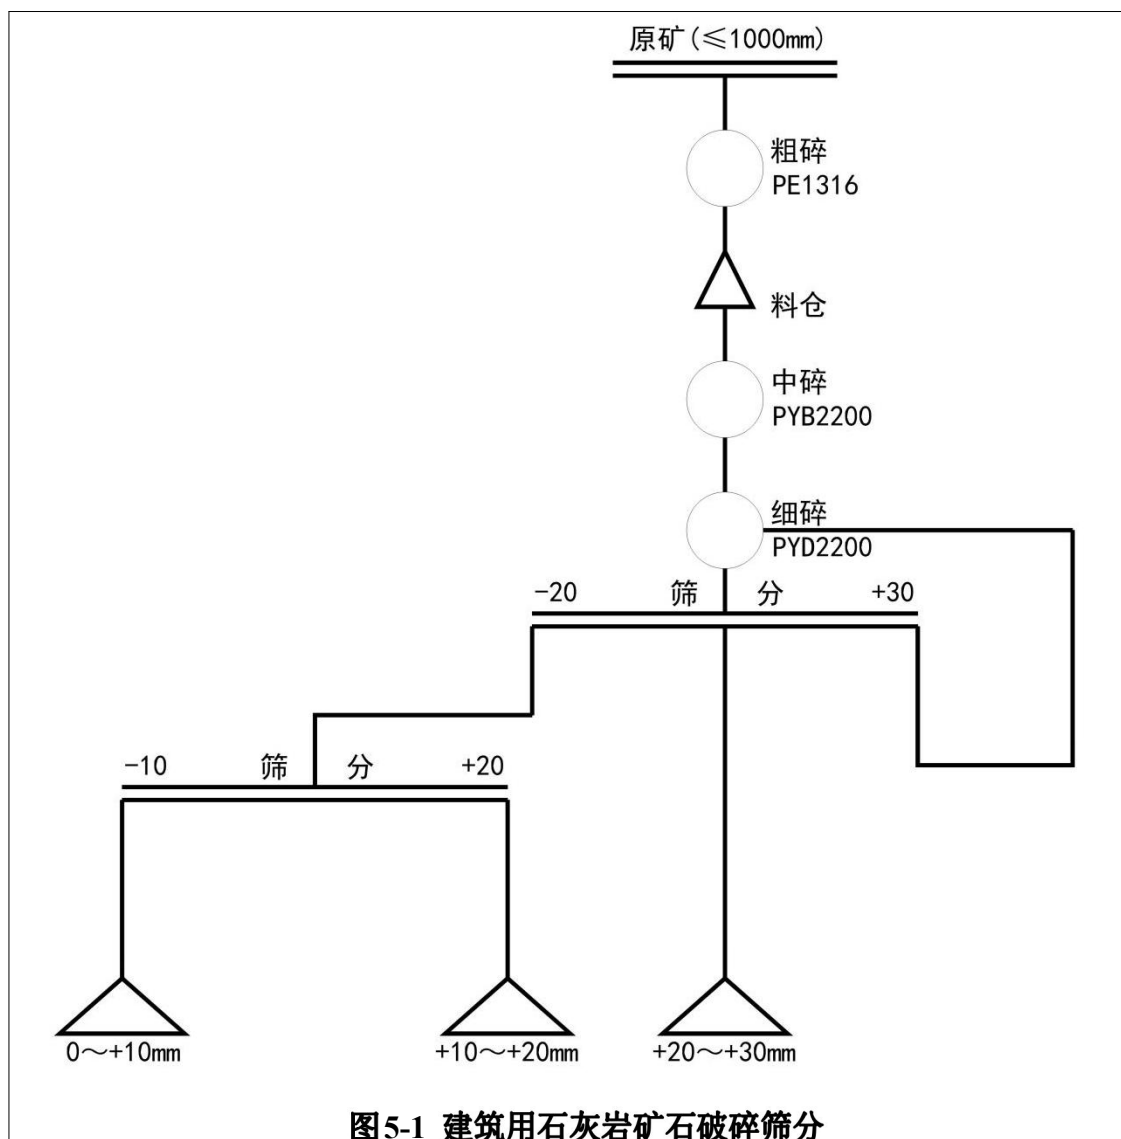 原矿(≤1000mm)
粗碎
PE1316
料仓
中碎
PYB2200
细碎
PYD2200
-20 筛 分 +30
-10 筛 分 +20
0～+10mm
+10～+20mm
+20～+30mm
图5-1 建筑用石灰岩矿石破碎筛分